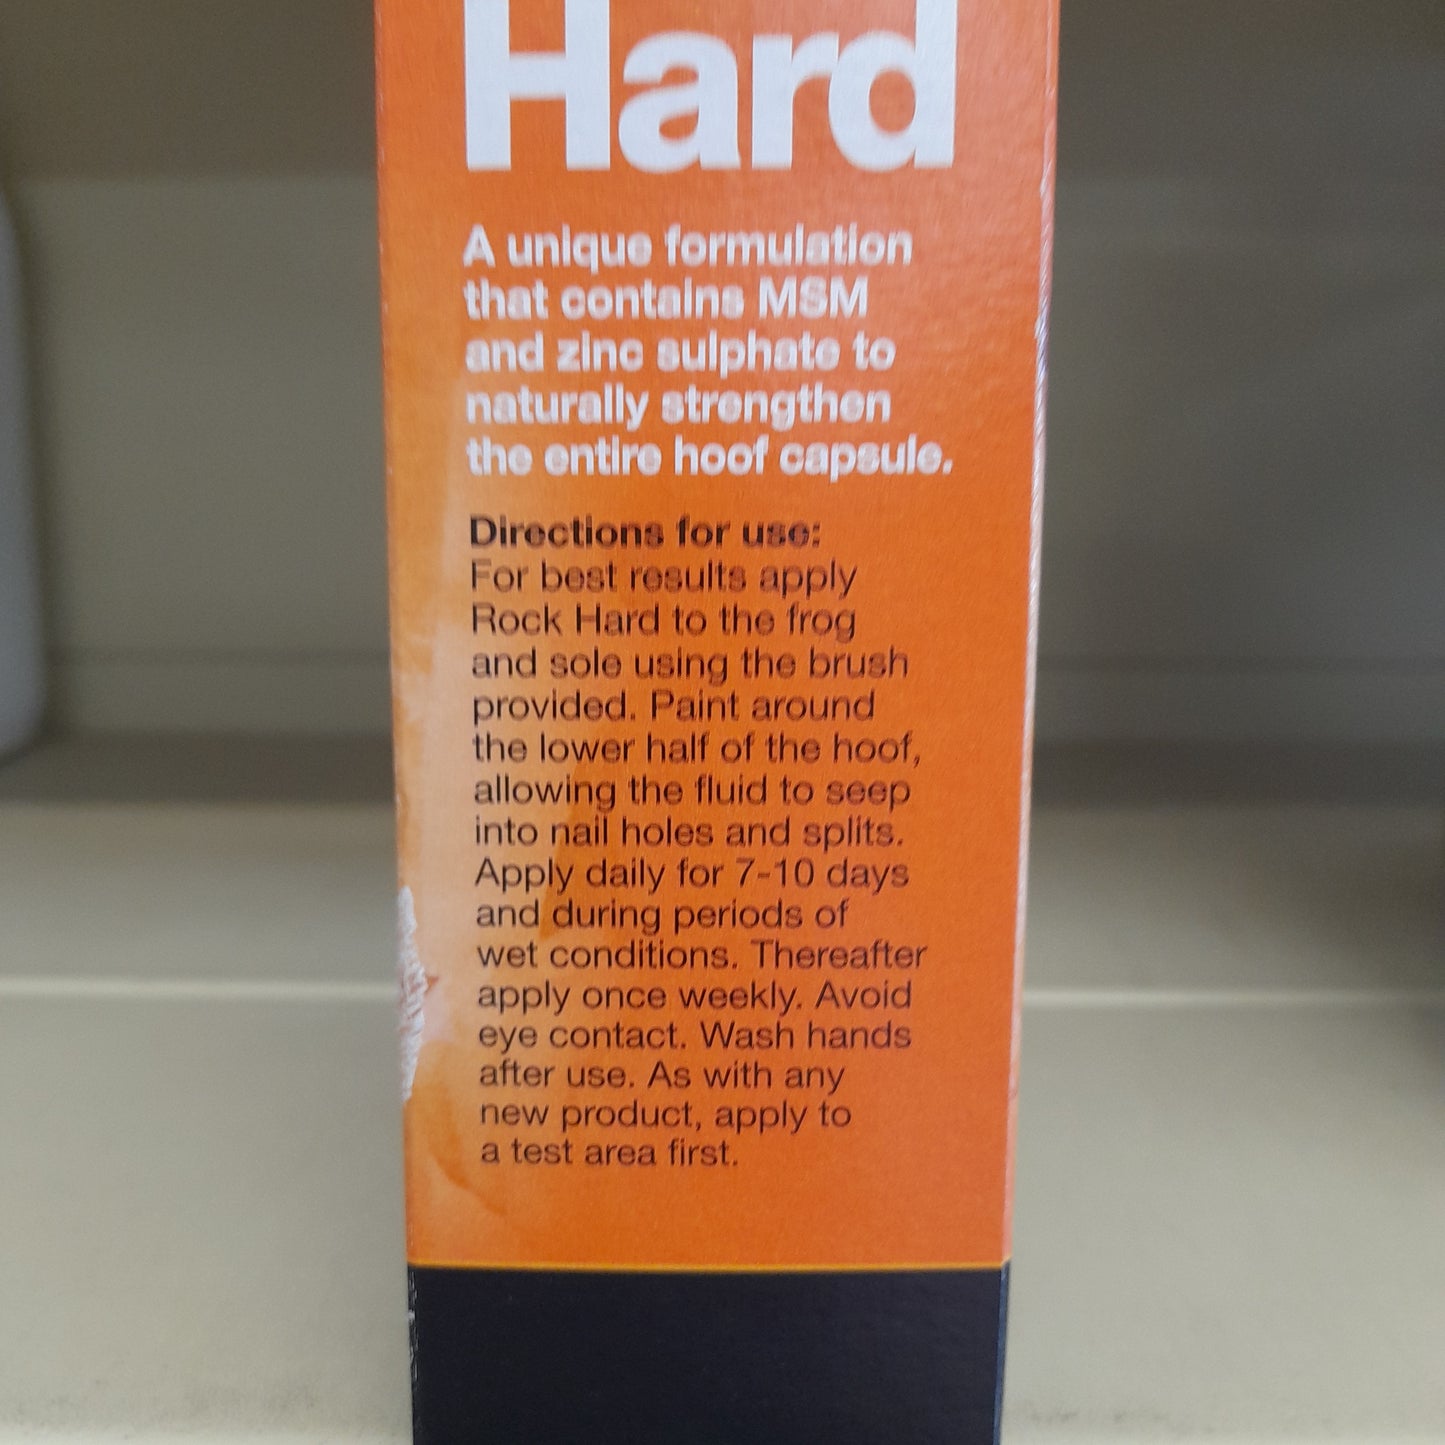 Hard
A unique formulation
that contains MSM
and zinc sulphate to
naturally strengthen
the entire hoof capsule.
Directions for use:
For best results apply
Rock Hard to the frog
and sole using the brush
provided. Paint around
the lower half of the hoof,
allowing the fluid to seep
into nail holes and splits.
Apply daily for 7-10 days
and during periods of
wet conditions. Thereafter
apply once weekly. Avoid
eye contact. Wash hands
after use. As with any
new product, apply to
a test area first.